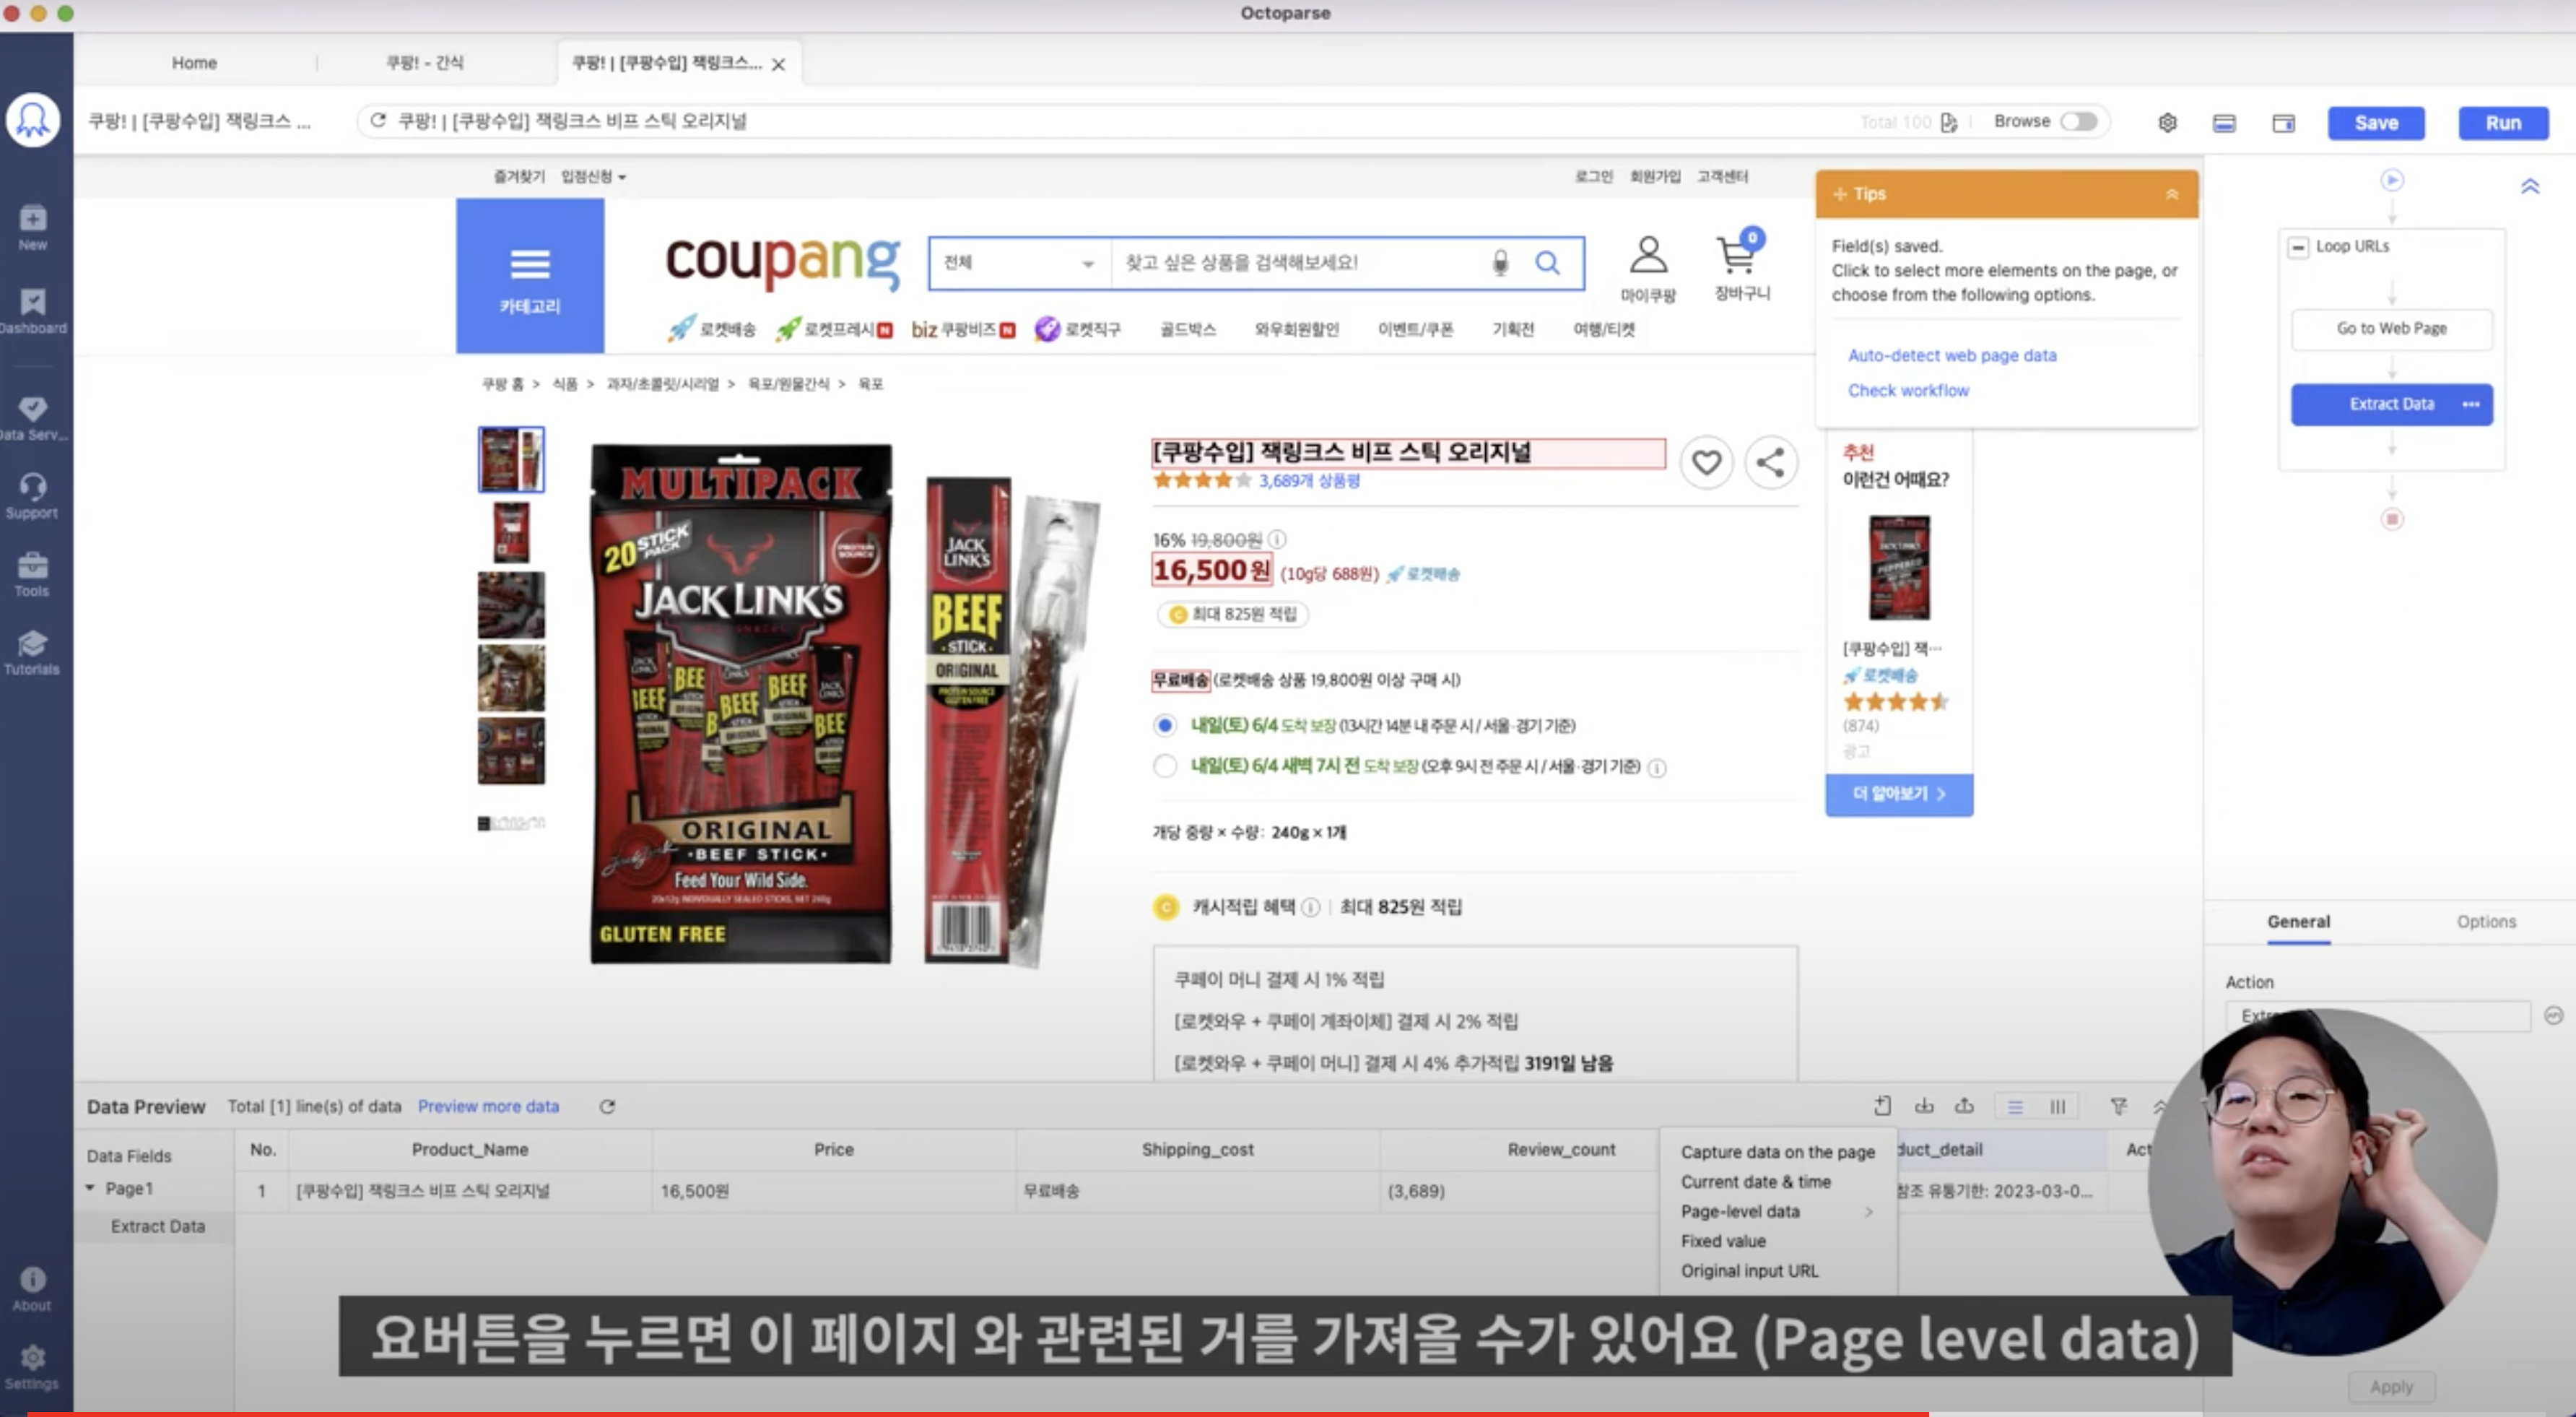 Octoparse
Home
쿠팡! - 간식
쿠팡! | [쿠팡수입] 잭링크스...
쿠팡! | [쿠팡수입] 잭링크스 ...
쿠팡! | [쿠팡수입] 잭링크스 비프 스틱 오리지널
Total 100
Browse
Save
Run
New
Dashboard
Data Serv...
Support
Tools
Tutorials
About
Settings
즐겨찾기 입점신청
로그인 회원가입 고객센터
카테고리
coupang
전체
찾고 싶은 상품을 검색해보세요!
마이쿠팡
0
장바구니
로켓배송 로켓프레시 N biz 쿠팡비즈 N 로켓직구 골드박스 와우회원할인 이벤트/쿠폰 기획전 여행/티켓
쿠팡 홈 > 식품 > 과자/초콜릿/시리얼 > 육포/원물간식 > 육포
MULTIPACK
20 STICK PACK
PROTEIN SOURCE
JACK LINK'S
ORIGINAL
·BEEF STICK·
Feed Your Wild Side.
GLUTEN FREE
JACK LINK'S
BEEF
·STICK·
ORIGINAL
[쿠팡수입] 잭링크스 비프 스틱 오리지널
3,689개 상품평
16% 19,800원
16,500원 (10g당 688원) 로켓배송
최대 825원 적립
무료배송 (로켓배송 상품 19,800원 이상 구매 시)
내일(토) 6/4 도착 보장 (13시간 14분 내 주문 시 / 서울·경기 기준)
내일(토) 6/4 새벽 7시 전 도착 보장 (오후 9시 전 주문 시 / 서울·경기 기준)
개당 중량 × 수량: 240g × 1개
캐시적립 혜택 | 최대 825원 적립
쿠페이 머니 결제 시 1% 적립
[로켓와우 + 쿠페이 계좌이체] 결제 시 2% 적립
[로켓와우 + 쿠페이 머니] 결제 시 4% 추가적립 3191일 남음
Tips
Field(s) saved.
Click to select more elements on the page, or
choose from the following options.
Auto-detect web page data
Check workflow
추천
이런건 어때요?
[쿠팡수입] 잭…
로켓배송
(874)
광고
더 알아보기 >
Loop URLs
Go to Web Page
Extract Data
General
Options
Action
Extr
Apply
Data Preview Total [1] line(s) of data Preview more data
Data Fields
Page1
Extract Data
No. Product_Name Price Shipping_cost Review_count duct_detail Act
1 [쿠팡수입] 잭링크스 비프 스틱 오리지널 16,500원 무료배송 (3,689) 참조 유통기한: 2023-03-0...
Capture data on the page
Current date & time
Page-level data >
Fixed value
Original input URL
요버튼을 누르면 이 페이지 와 관련된 거를 가져올 수가 있어요 (Page level data)